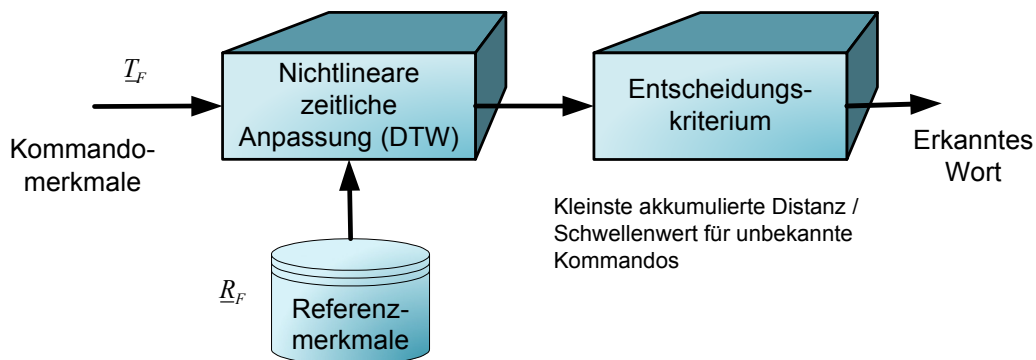 T_F
Kommando-
merkmale
Nichtlineare
zeitliche
Anpassung (DTW)
Entscheidungs-
kriterium
Erkanntes
Wort
Kleinste akkumulierte Distanz /
Schwellenwert für unbekannte
Kommandos
R_F
Referenz-
merkmale